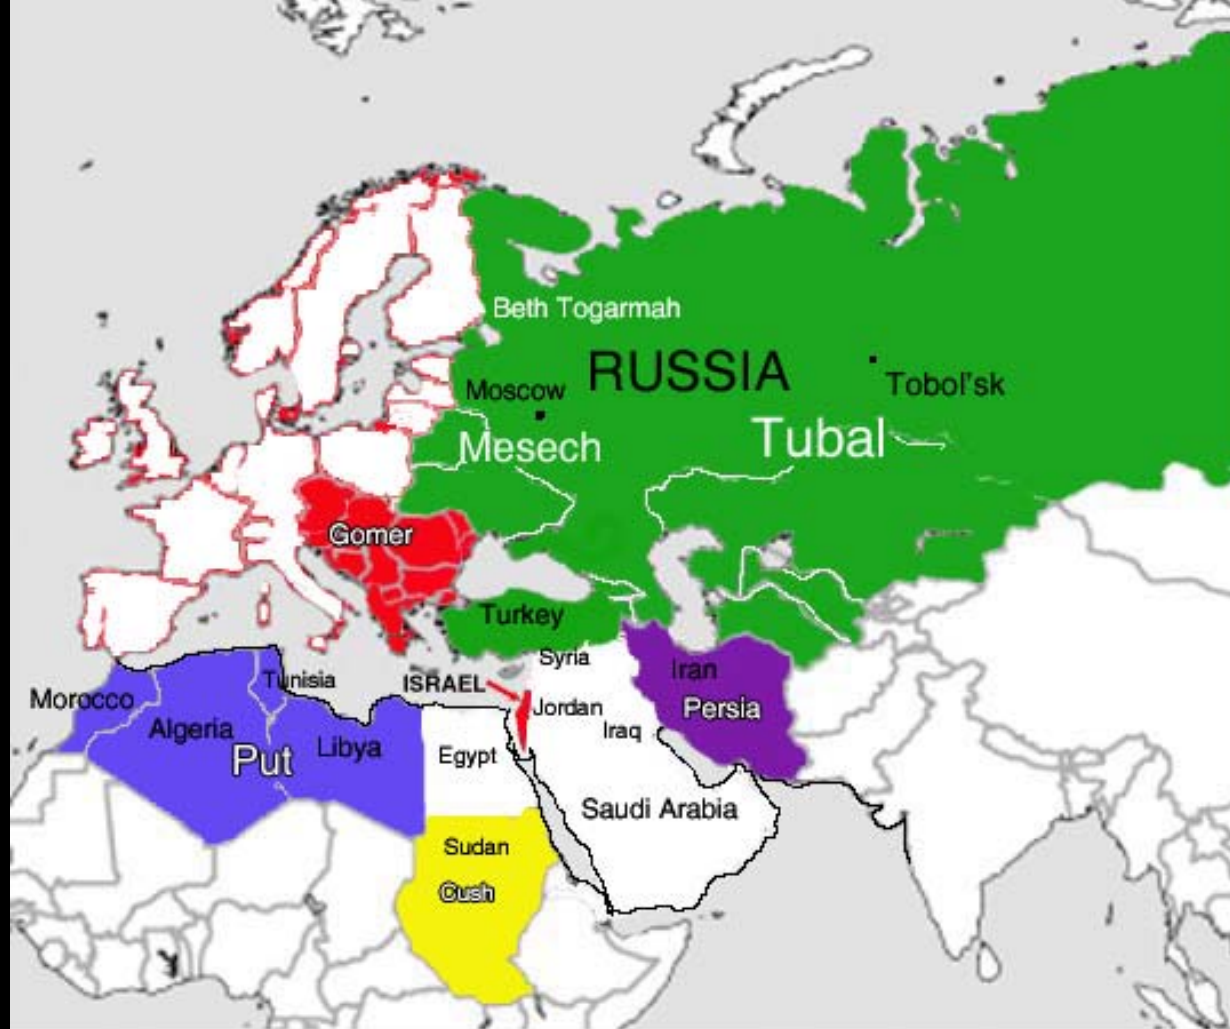 Beth Togarmah
RUSSIA
Moscow
Tobol'sk
Mesech
Tubal
Gomer
Turkey
Syria
Iran
Tunisia
ISRAEL
Morocco
Jordan
Persia
Algeria
Iraq
Libya
Put
Egypt
Saudi Arabia
Sudan
Cush